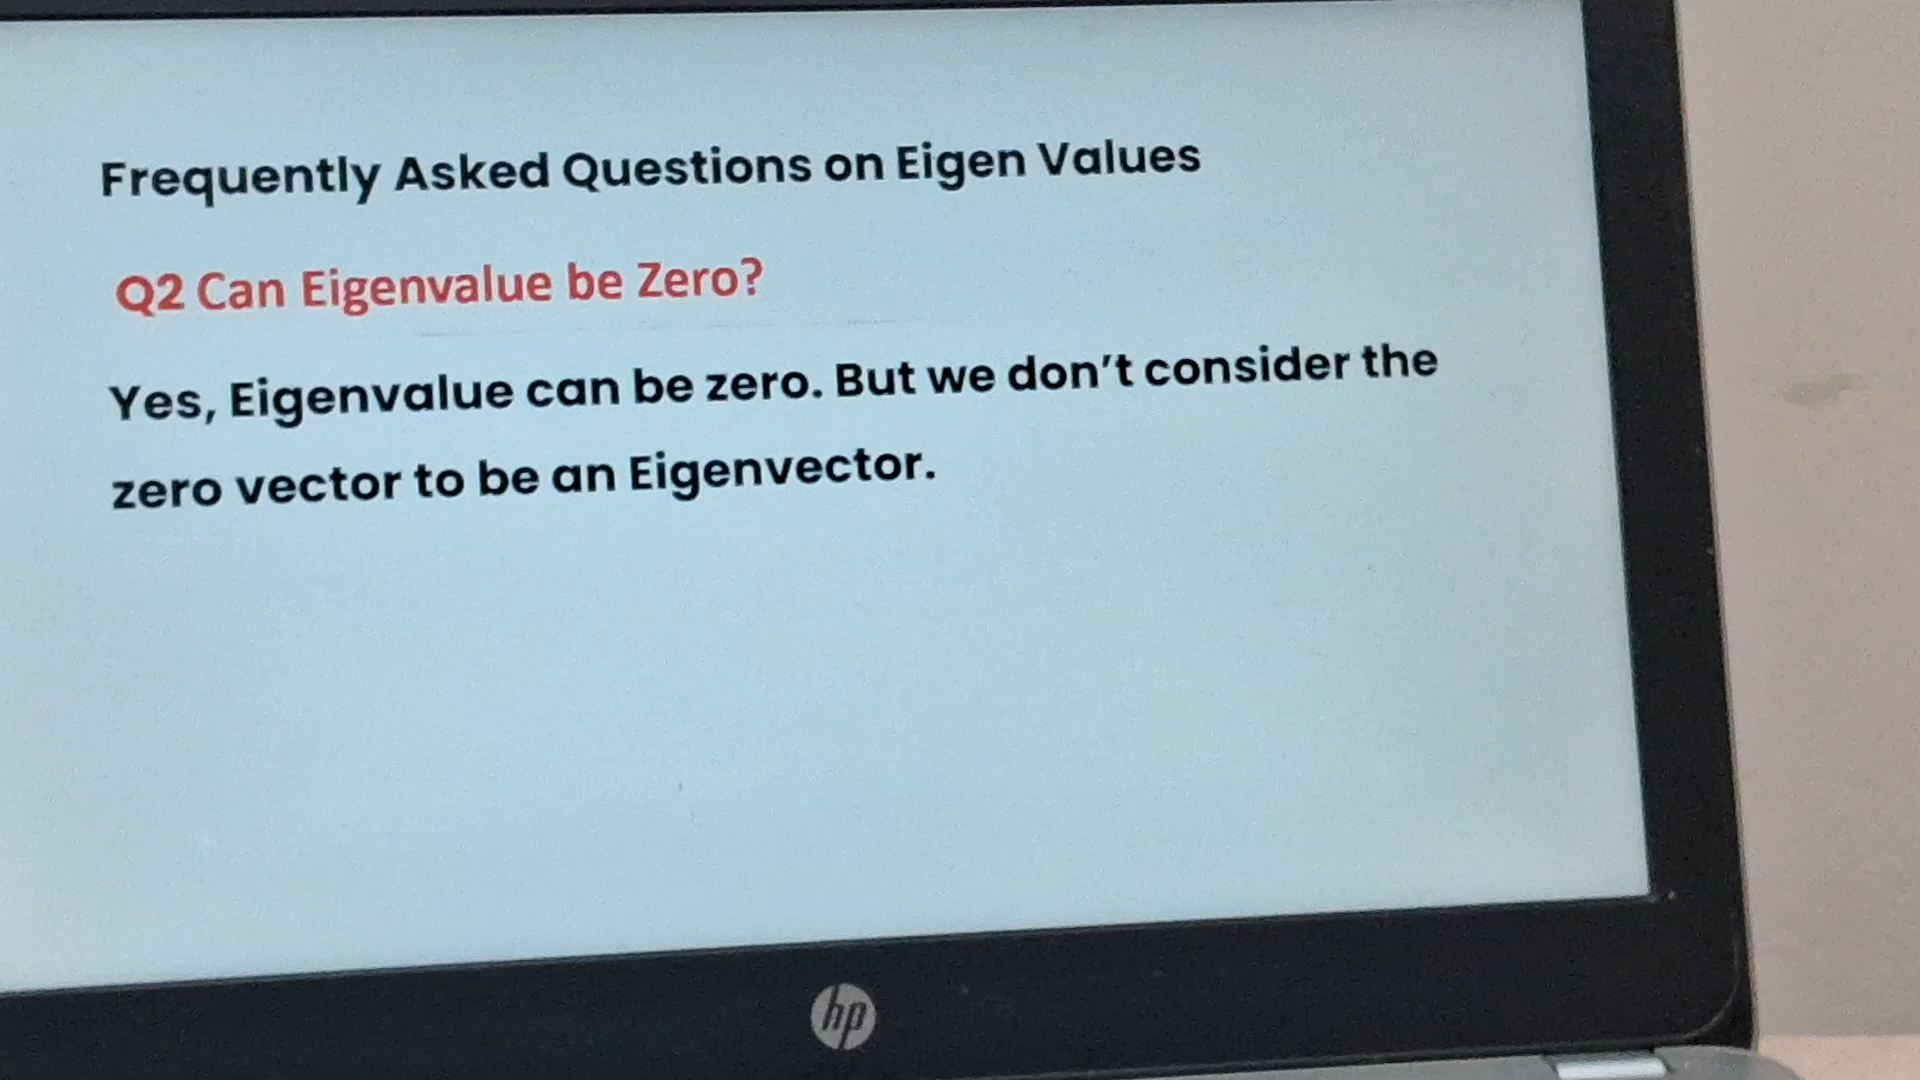 Frequently Asked Questions on Eigen Values
Q2 Can Eigenvalue be Zero?
Yes, Eigenvalue can be zero. But we don't consider the
zero vector to be an Eigenvector.
hp